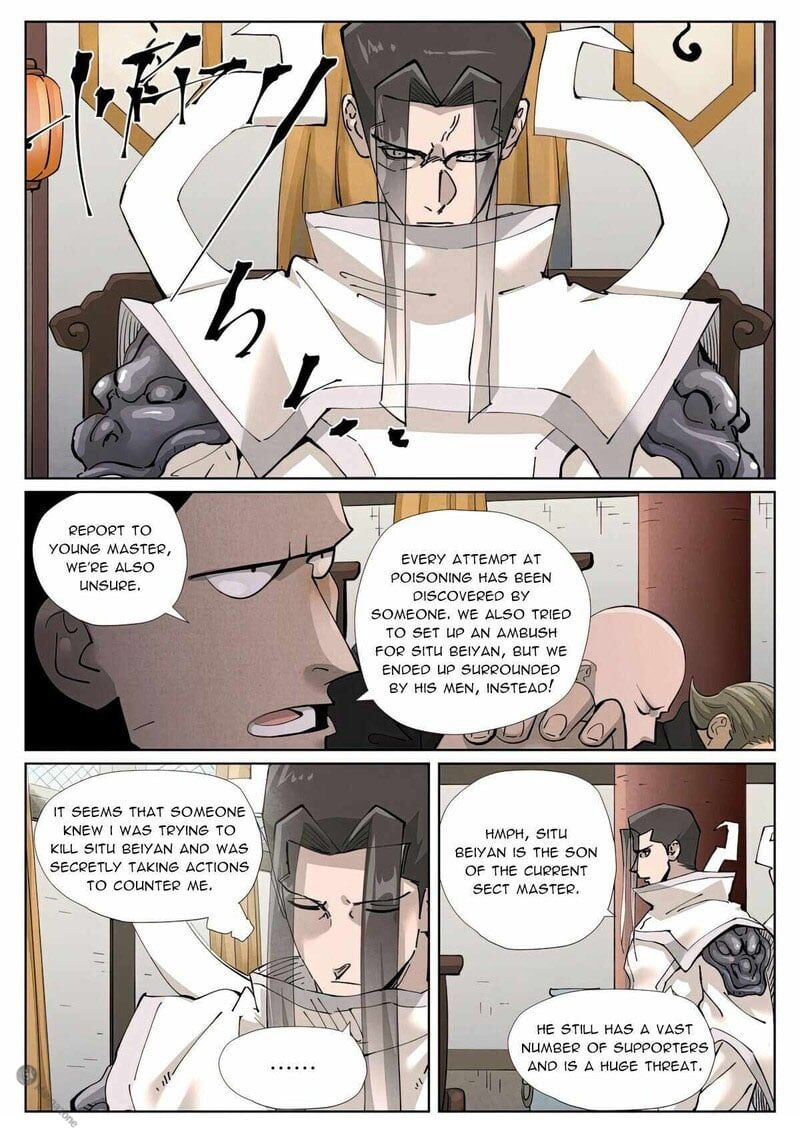 REPORT TO
YOUNG MASTER,
WE'RE ALSO
UNSURE.
EVERY ATTEMPT AT
POISONING HAS BEEN
DISCOVERED BY
SOMEONE. WE ALSO TRIED
TO SET UP AN AMBUSH
FOR SITU BEIYAN, BUT WE
ENDED UP SURROUNDED
BY HIS MEN, INSTEAD!
IT SEEMS THAT SOMEONE
KNEW I WAS TRYING TO
KILL SITU BEIYAN AND WAS
SECRETLY TAKING ACTIONS
TO COUNTER ME.
......
HMPH, SITU
BEIYAN IS THE SON
OF THE CURRENT
SECT MASTER.
HE STILL HAS A VAST
NUMBER OF SUPPORTERS
AND IS A HUGE THREAT.